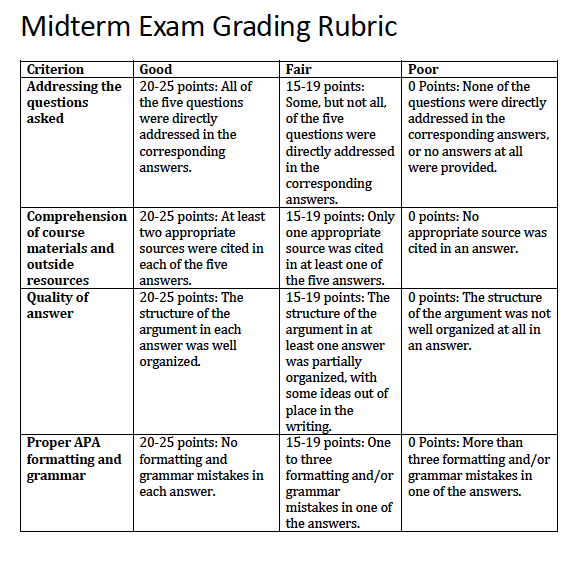 Midterm Exam Grading Rubric
Criterion
Good
Fair
Poor
Addressing the
questions
asked
20-25 points: All of
the five questions
were directly
addressed in the
corresponding
answers.
15-19 points:
Some, but not all,
of the five
questions were
directly addressed
in the
corresponding
answers.
0 Points: None of the
questions were directly
addressed in the
corresponding answers,
or no answers at all
were provided.
Comprehension
of course
materials and
outside
resources
20-25 points: At least
two appropriate
sources were cited in
each of the five
answers.
15-19 points: Only
one appropriate
source was cited
in at least one of
the five answers.
0 points: No
appropriate source was
cited in an answer.
Quality of
answer
20-25 points: The
structure of the
argument in each
answer was well
organized.
15-19 points: The
structure of the
argument in at
least one answer
was partially
organized, with
some ideas out of
place in the
writing.
0 points: The structure
of the argument was not
well organized at all in
an answer.
Proper APA
formatting and
grammar
20-25 points: No
formatting and
grammar mistakes in
each answer.
15-19 points: One
to three
formatting and/or
grammar
mistakes in one of
the answers.
0 Points: More than
three formatting and/or
grammar mistakes in
one of the answers.